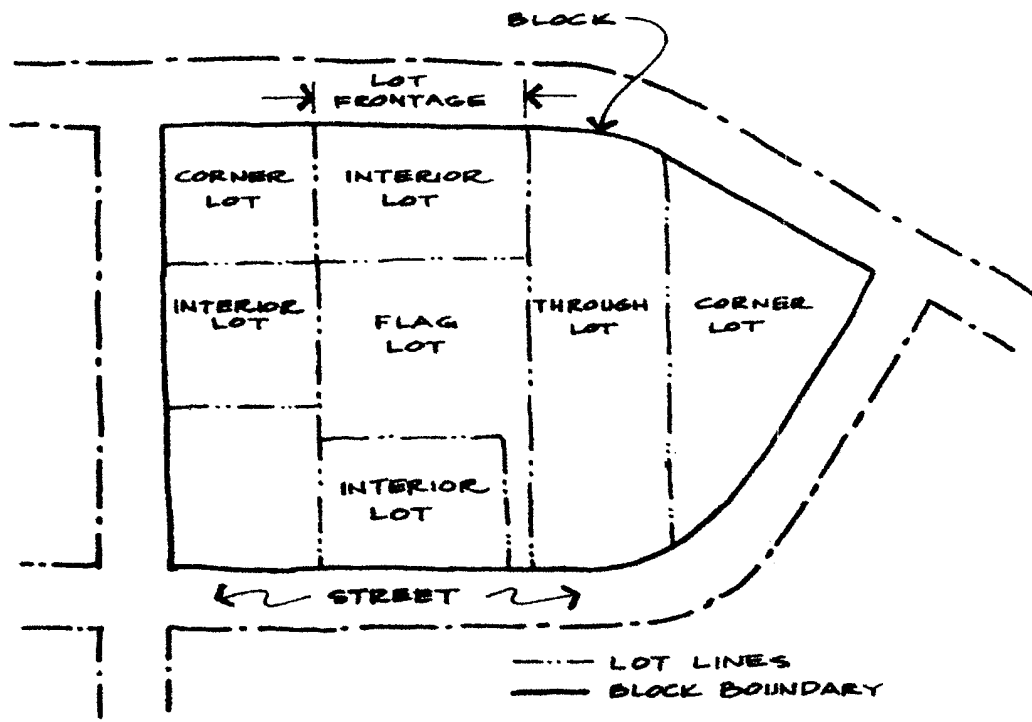 BLOCK
LOT
FRONTAGE
CORNER
LOT
INTERIOR
LOT
INTERIOR
LOT
FLAG
LOT
THROUGH
LOT
CORNER
LOT
INTERIOR
LOT
STREET
LOT LINES
BLOCK BOUNDARY